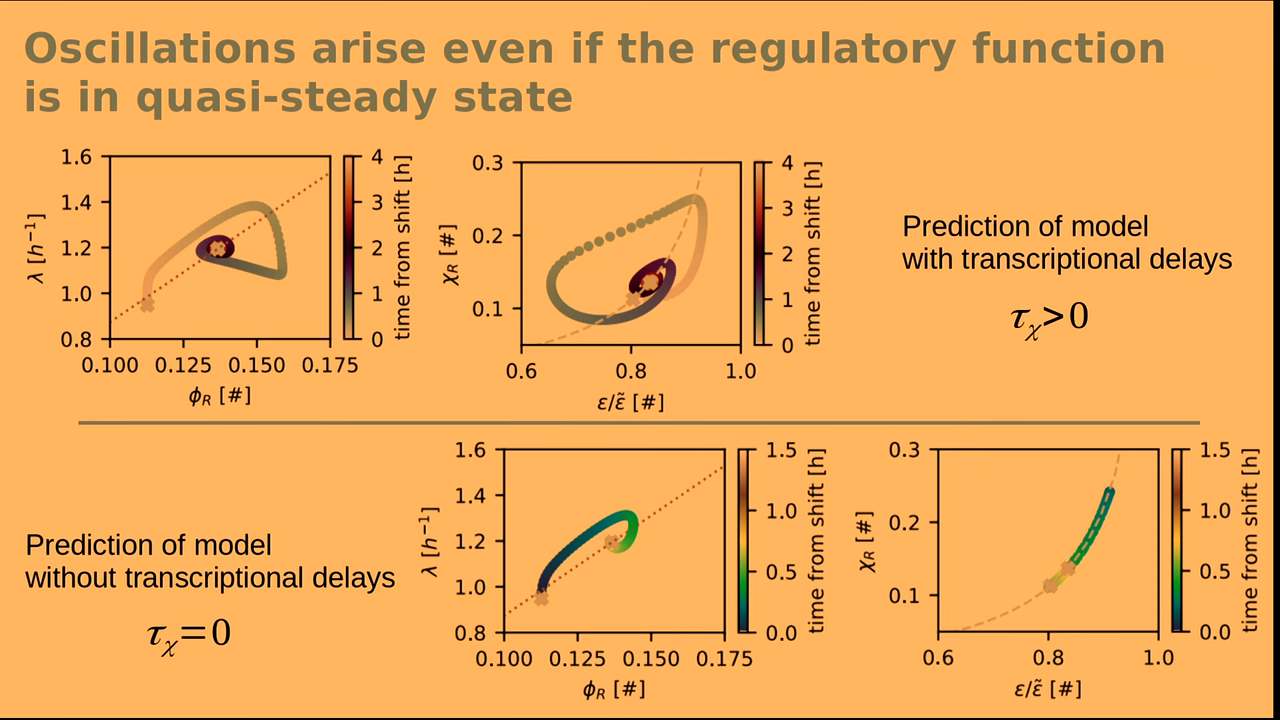 Oscillations arise even if the regulatory function
is in quasi-steady state
1.6
1.4
1.2
1.0
0.8
0.100 0.125 0.150 0.175
λ [h⁻¹]
ϕ_R [#]
4
3
2
1
0
time from shift [h]
0.3
0.2
0.1
0.6 0.8 1.0
χ_R [#]
ε/ε̃ [#]
4
3
2
1
0
time from shift [h]
Prediction of model
with transcriptional delays
τ_χ>0
Prediction of model
without transcriptional delays
τ_χ=0
1.6
1.4
1.2
1.0
0.8
0.100 0.125 0.150 0.175
λ [h⁻¹]
ϕ_R [#]
1.5
1.0
0.5
0.0
time from shift [h]
0.3
0.2
0.1
0.6 0.8 1.0
χ_R [#]
ε/ε̃ [#]
1.5
1.0
0.5
0.0
time from shift [h]